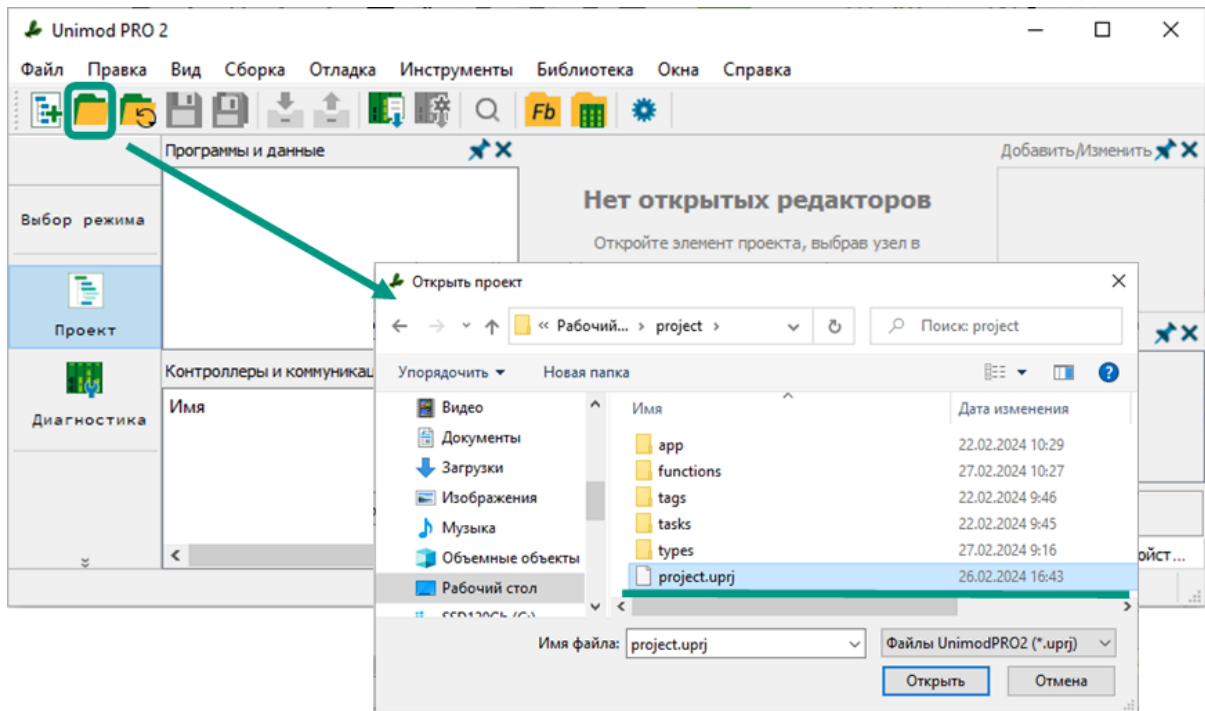 Unimod PRO 2
Файл Правка Вид Сборка Отладка Инструменты Библиотека Окна Справка
Fb
Программы и данные
Добавить/Изменить
Выбор режима
Нет открытых редакторов
Откройте элемент проекта, выбрав узел в
Проект
Диагностика
Контроллеры и коммуникац
Имя
Открыть проект
« Рабочий... › project ›
Поиск: project
Упорядочить
Новая папка
Видео
Документы
Загрузки
Изображения
Музыка
Объемные объекты
Рабочий стол
Имя Дата изменения
app 22.02.2024 10:29
functions 27.02.2024 10:27
tags 22.02.2024 9:46
tasks 22.02.2024 9:45
types 27.02.2024 9:16
project.uprj 26.02.2024 16:43
ойст...
Имя файла: project.uprj
Файлы UnimodPRO2 (*.uprj)
Открыть Отмена